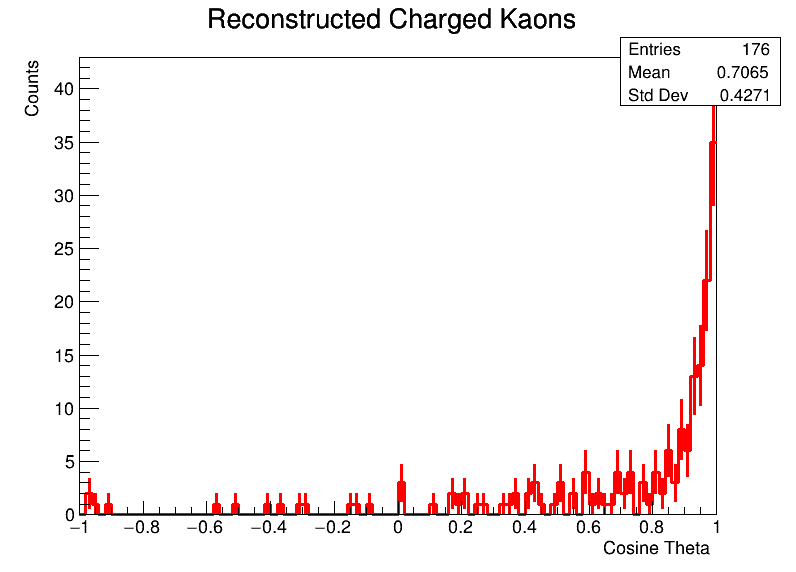 Reconstructed Charged Kaons
Entries 176
Mean 0.7065
Std Dev 0.4271
Counts
40
35
30
25
20
15
10
5
0
−1 −0.8 −0.6 −0.4 −0.2 0 0.2 0.4 0.6 0.8 1
Cosine Theta